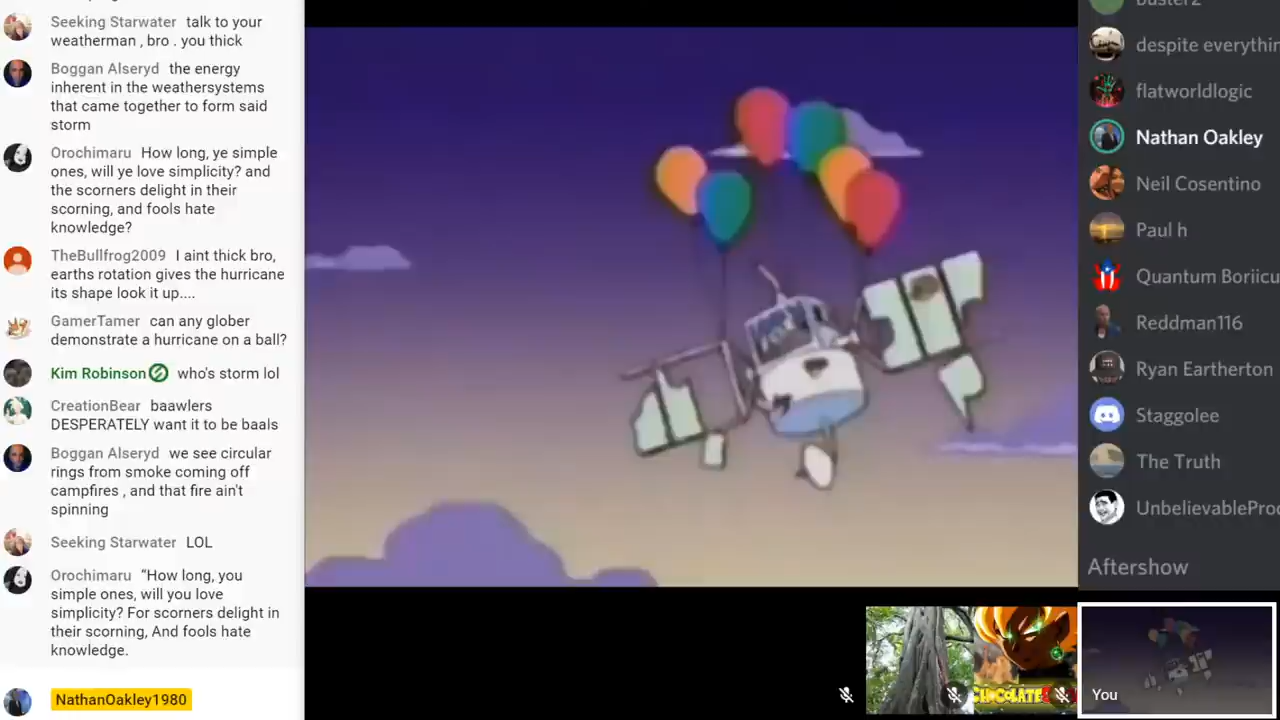 Seeking Starwater talk to your
weatherman , bro . you thick
Boggan Alseryd the energy
inherent in the weathersystems
that came together to form said
storm
Orochimaru How long, ye simple
ones, will ye love simplicity? and
the scorners delight in their
scorning, and fools hate
knowledge?
TheBullfrog2009 I aint thick bro,
earths rotation gives the hurricane
its shape look it up....
GamerTamer can any glober
demonstrate a hurricane on a ball?
Kim Robinson who's storm lol
CreationBear baawlers
DESPERATELY want it to be baals
Boggan Alseryd we see circular
rings from smoke coming off
campfires , and that fire ain't
spinning
Seeking Starwater LOL
Orochimaru “How long, you
simple ones, will you love
simplicity? For scorners delight in
their scorning, And fools hate
knowledge.
NathanOakley1980
despite everythin
flatworldlogic
Nathan Oakley
Neil Cosentino
Paul h
Quantum Boriicu
Reddman116
Ryan Eartherton
Staggolee
The Truth
UnbelievablePro
Aftershow
You